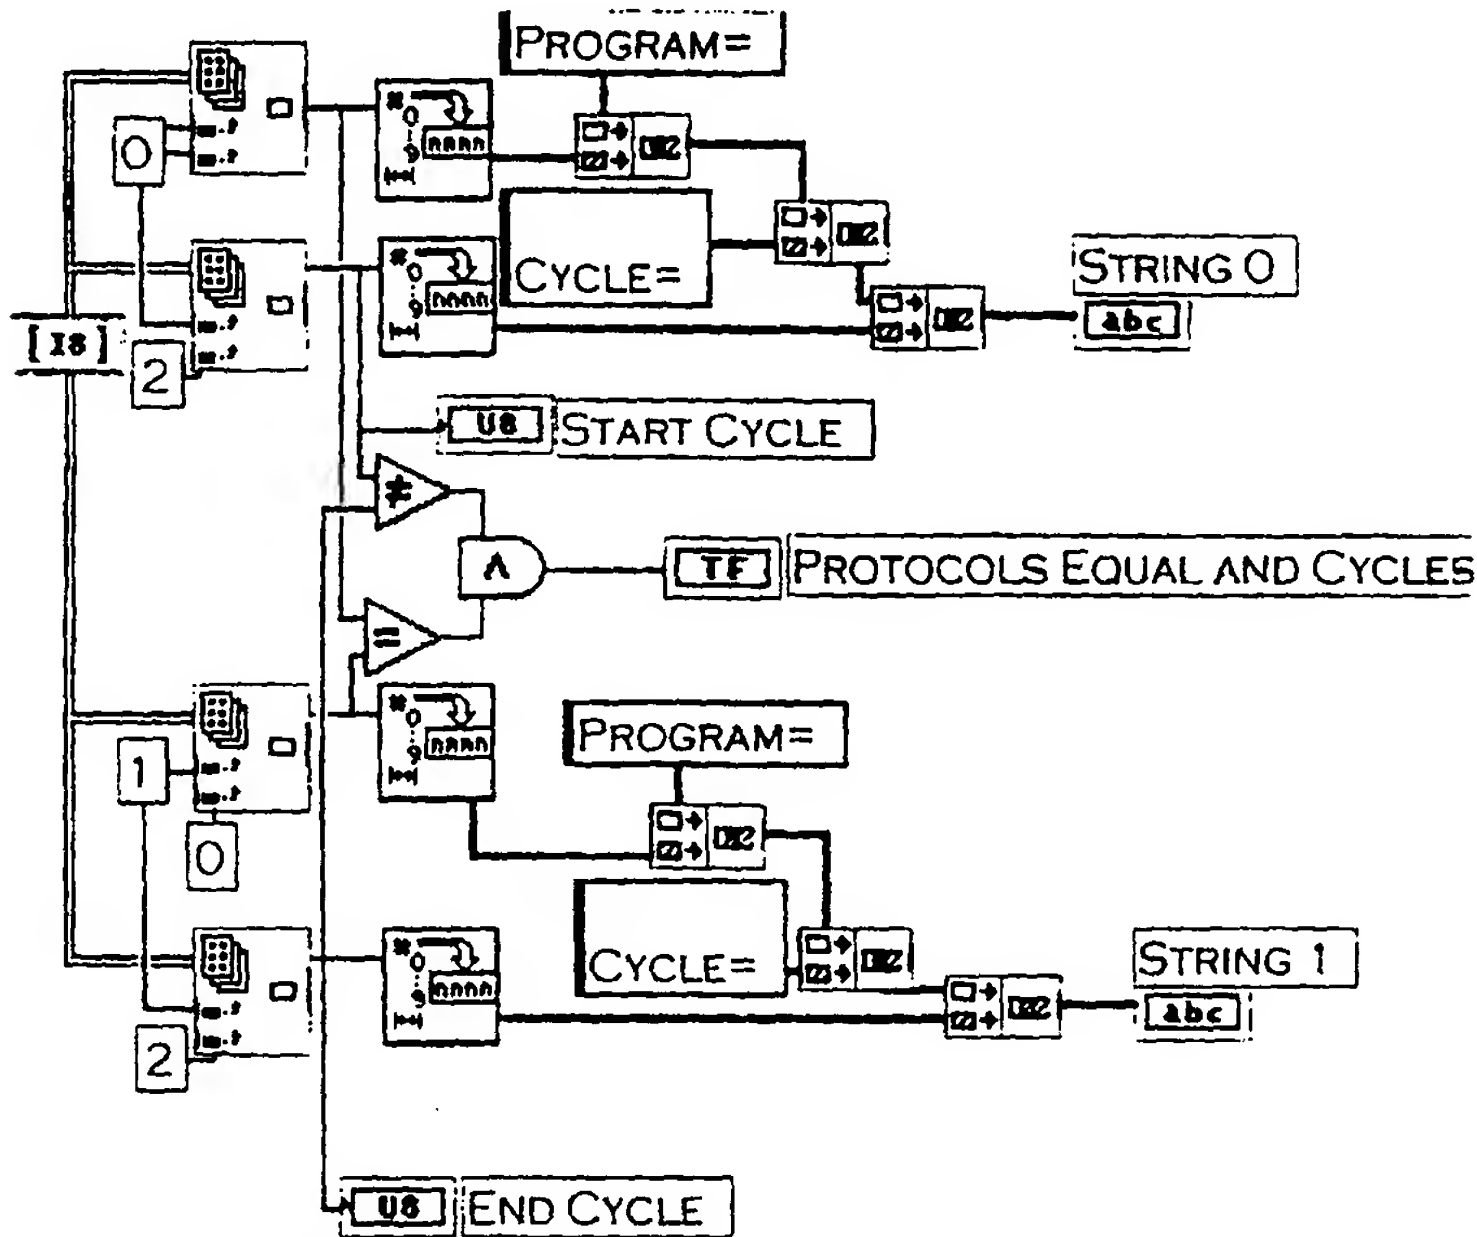 PROGRAM=
0
CYCLE=
STRING 0
abc
[I8]
2
U8 START CYCLE
≠
Λ
TF PROTOCOLS EQUAL AND CYCLES
=
1
PROGRAM=
0
CYCLE=
STRING 1
abc
2
U8 END CYCLE